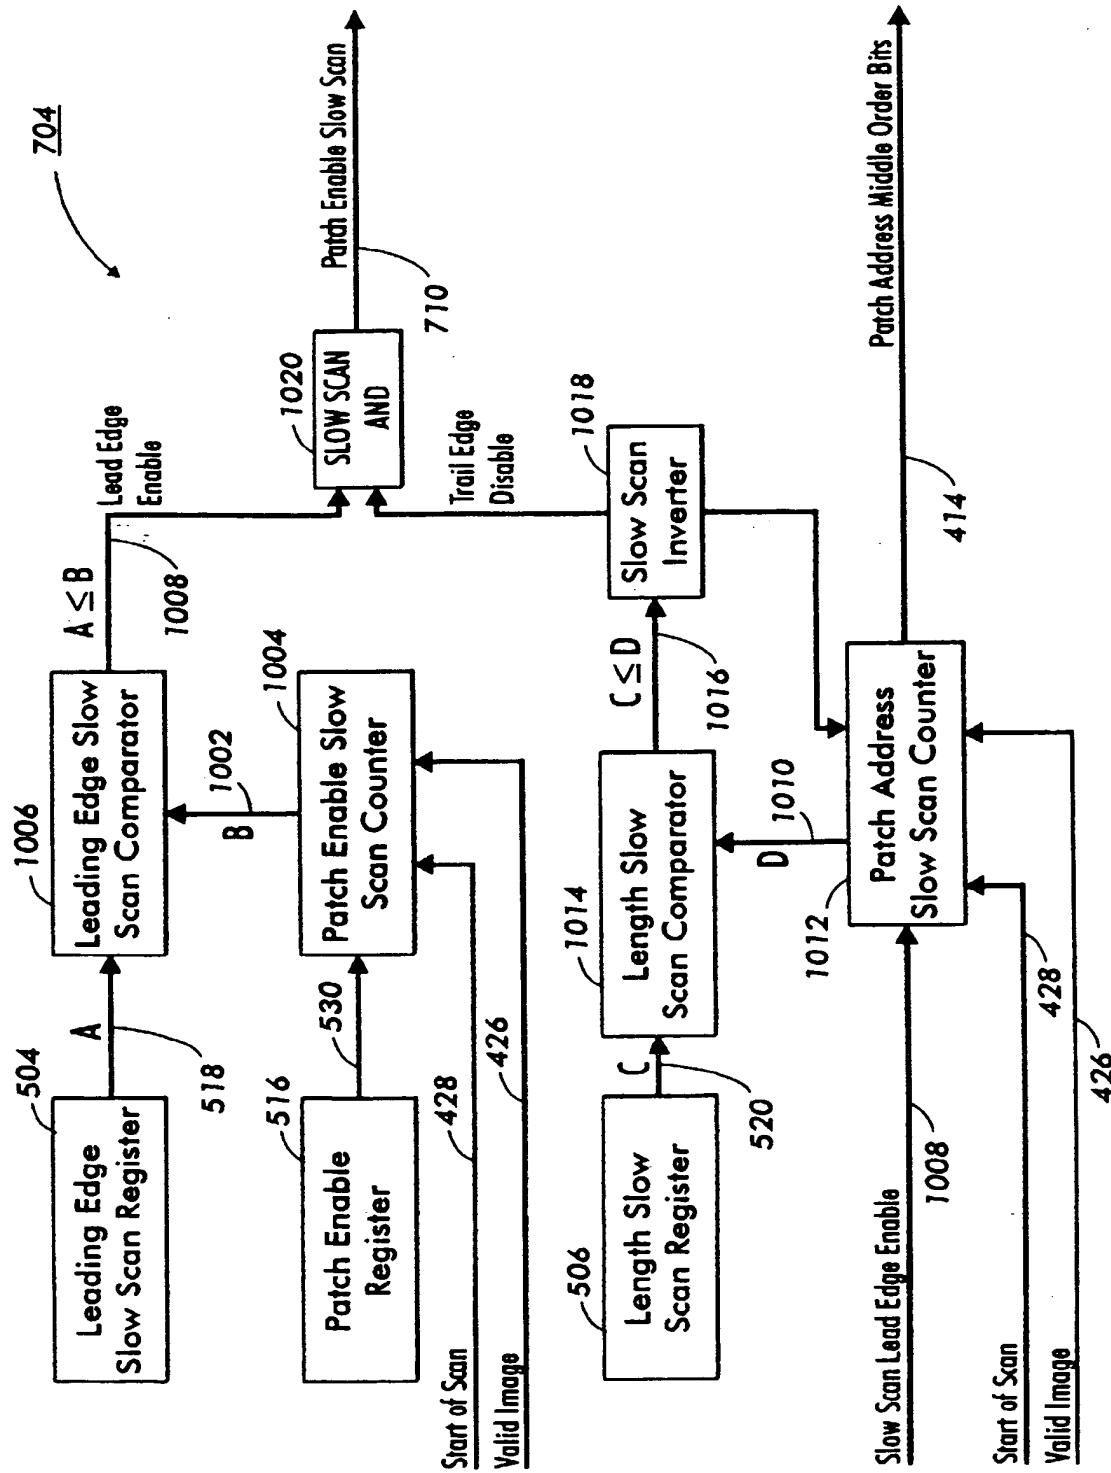 704
504
Leading Edge
Slow Scan Register
A
518
1006
Leading Edge Slow
Scan Comparator
A ≤ B
1008
Lead Edge
Enable
B
1002
516
Patch Enable
Register
530
1004
Patch Enable Slow
Scan Counter
1020
SLOW SCAN
AND
Patch Enable Slow Scan
710
Start of Scan
428
Valid Image
426
Trail Edge
Disable
506
Length Slow
Scan Register
C
520
1014
Length Slow
Scan Comparator
C ≤ D
1016
1018
Slow Scan
Inverter
D
1010
Slow Scan Lead Edge Enable
1008
1012
Patch Address
Slow Scan Counter
Patch Address Middle Order Bits
414
Start of Scan
428
Valid Image
426